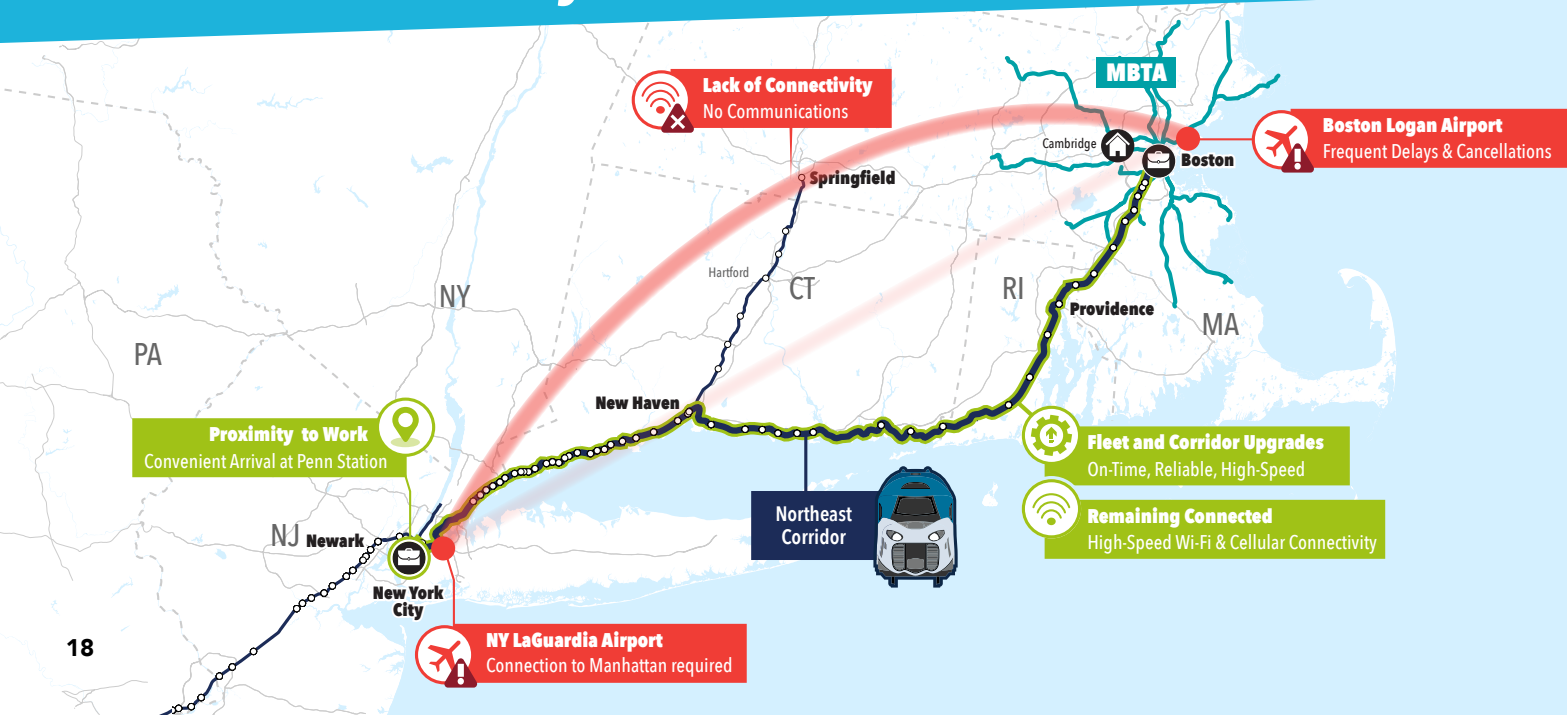 MBTA
Lack of Connectivity
No Communications
Boston Logan Airport
Frequent Delays & Cancellations
Cambridge
Boston
Springfield
Hartford
CT
RI
NY
Providence
MA
PA
New Haven
Proximity to Work
Convenient Arrival at Penn Station
Fleet and Corridor Upgrades
On-Time, Reliable, High-Speed
Northeast
Corridor
Remaining Connected
High-Speed Wi-Fi & Cellular Connectivity
NJ
Newark
New York
City
NY LaGuardia Airport
Connection to Manhattan required
18